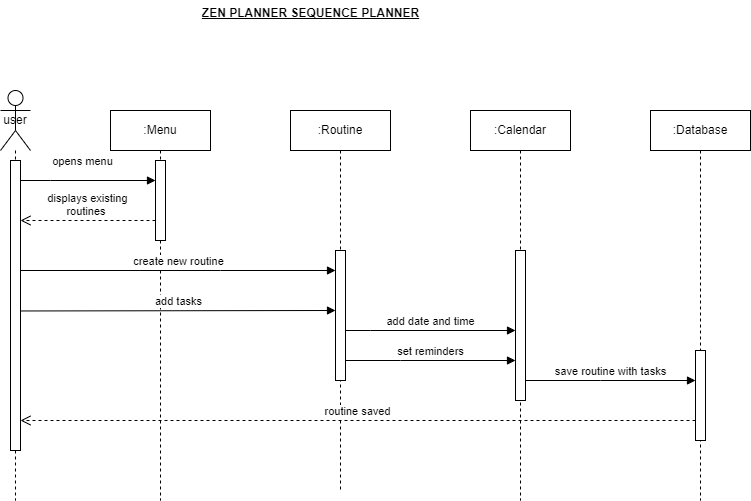 ZEN PLANNER SEQUENCE PLANNER
user
:Menu
:Routine
:Calendar
:Database
opens menu
displays existing
routines
create new routine
add tasks
add date and time
set reminders
save routine with tasks
routine saved